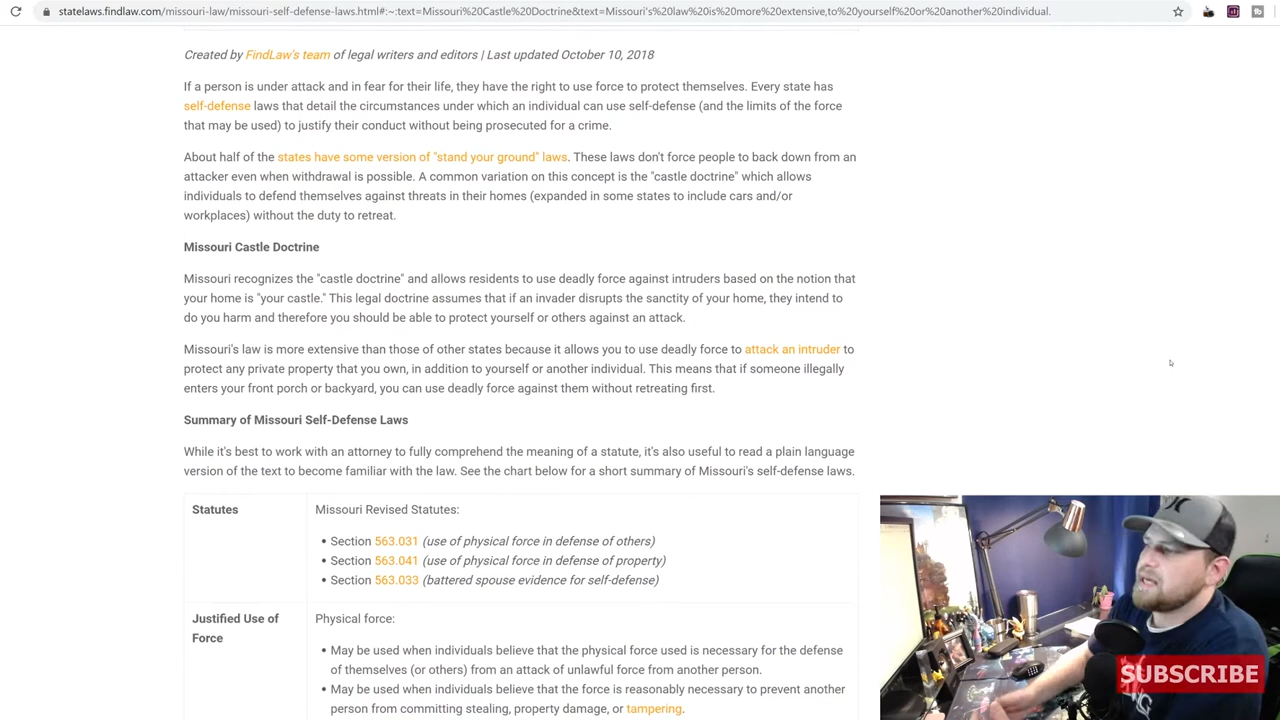 statelaws.findlaw.com/missouri-law/missouri-self-defense-laws.html#:~:text=Missouri%20Castle%20Doctrine&text=Missouri's%20law%20is%20more%20extensive,to%20yourself%20or%20another%20individual.
Created by FindLaw's team of legal writers and editors | Last updated October 10, 2018
If a person is under attack and in fear for their life, they have the right to use force to protect themselves. Every state has
self-defense laws that detail the circumstances under which an individual can use self-defense (and the limits of the force
that may be used) to justify their conduct without being prosecuted for a crime.
About half of the states have some version of "stand your ground" laws. These laws don't force people to back down from an
attacker even when withdrawal is possible. A common variation on this concept is the "castle doctrine" which allows
individuals to defend themselves against threats in their homes (expanded in some states to include cars and/or
workplaces) without the duty to retreat.
Missouri Castle Doctrine
Missouri recognizes the "castle doctrine" and allows residents to use deadly force against intruders based on the notion that
your home is "your castle." This legal doctrine assumes that if an invader disrupts the sanctity of your home, they intend to
do you harm and therefore you should be able to protect yourself or others against an attack.
Missouri's law is more extensive than those of other states because it allows you to use deadly force to attack an intruder to
protect any private property that you own, in addition to yourself or another individual. This means that if someone illegally
enters your front porch or backyard, you can use deadly force against them without retreating first.
Summary of Missouri Self-Defense Laws
While it's best to work with an attorney to fully comprehend the meaning of a statute, it's also useful to read a plain language
version of the text to become familiar with the law. See the chart below for a short summary of Missouri's self-defense laws.
Statutes
Missouri Revised Statutes:
• Section 563.031 (use of physical force in defense of others)
• Section 563.041 (use of physical force in defense of property)
• Section 563.033 (battered spouse evidence for self-defense)
Justified Use of
Force
Physical force:
• May be used when individuals believe that the physical force used is necessary for the defense
of themselves (or others) from an attack of unlawful force from another person.
• May be used when individuals believe that the force is reasonably necessary to prevent another
person from committing stealing, property damage, or tampering.
SUBSCRIBE